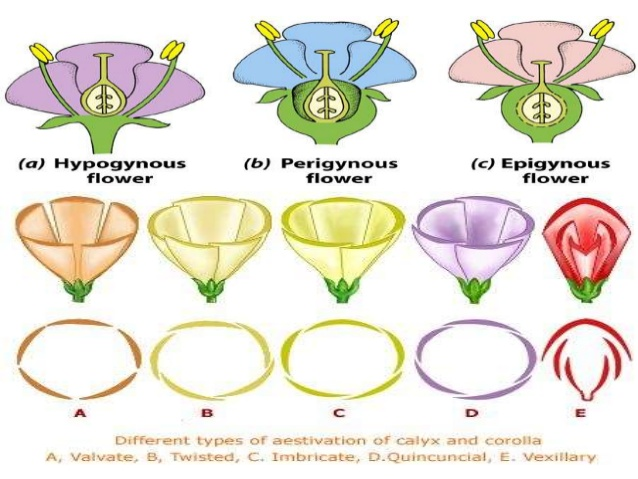 (a) Hypogynous flower
(b) Perigynous flower
(c) Epigynous flower
A B C D E
Different types of aestivation of calyx and corolla
A, Valvate, B, Twisted, C. Imbricate, D.Quincuncial, E. Vexillary